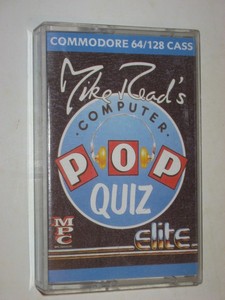 COMMODORE 64/128 CASS
Mike Read's
·COMPUTER·
POP
QUIZ
MPC
elite